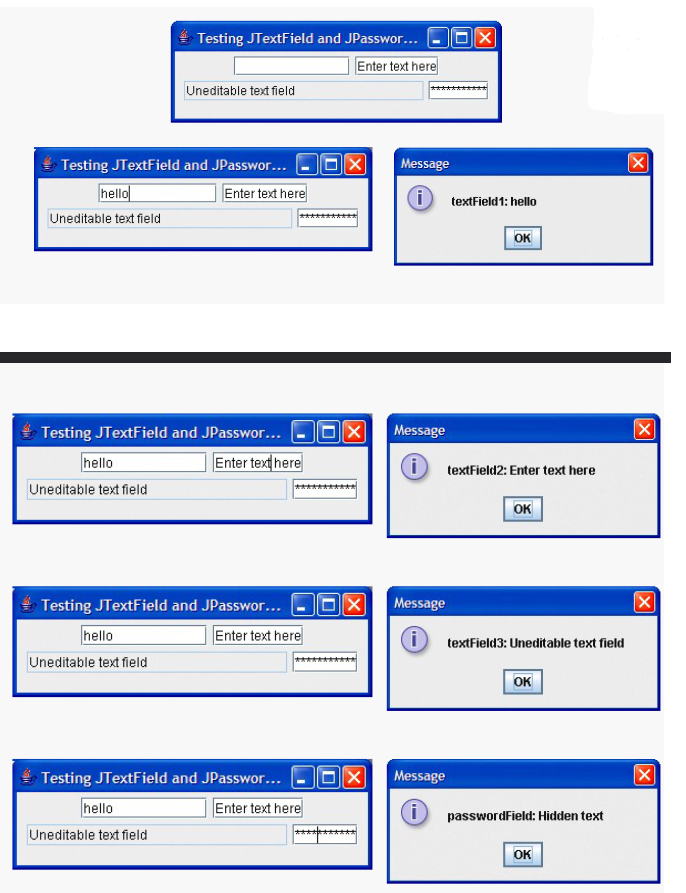 Testing JTextField and JPasswor...
Enter text here
Uneditable text field ***********
Testing JTextField and JPasswor...
hello Enter text here
Uneditable text field ***********
Message
textField1: hello
OK
Testing JTextField and JPasswor...
hello Enter text here
Uneditable text field ***********
Message
textField2: Enter text here
OK
Testing JTextField and JPasswor...
hello Enter text here
Uneditable text field ***********
Message
textField3: Uneditable text field
OK
Testing JTextField and JPasswor...
hello Enter text here
Uneditable text field ***********
Message
passwordField: Hidden text
OK